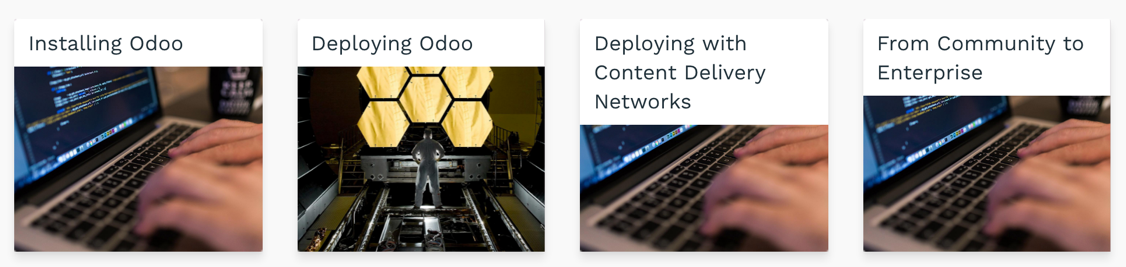 Installing Odoo
Deploying Odoo
Deploying with
Content Delivery
Networks
From Community to
Enterprise